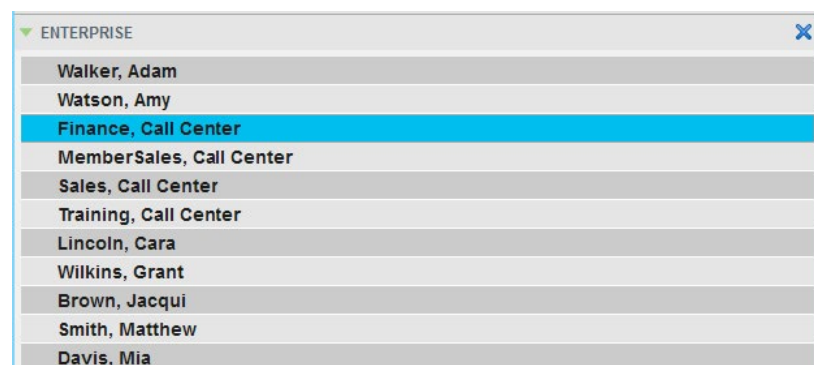 ENTERPRISE
Walker, Adam
Watson, Amy
Finance, Call Center
MemberSales, Call Center
Sales, Call Center
Training, Call Center
Lincoln, Cara
Wilkins, Grant
Brown, Jacqui
Smith, Matthew
Davis, Mia